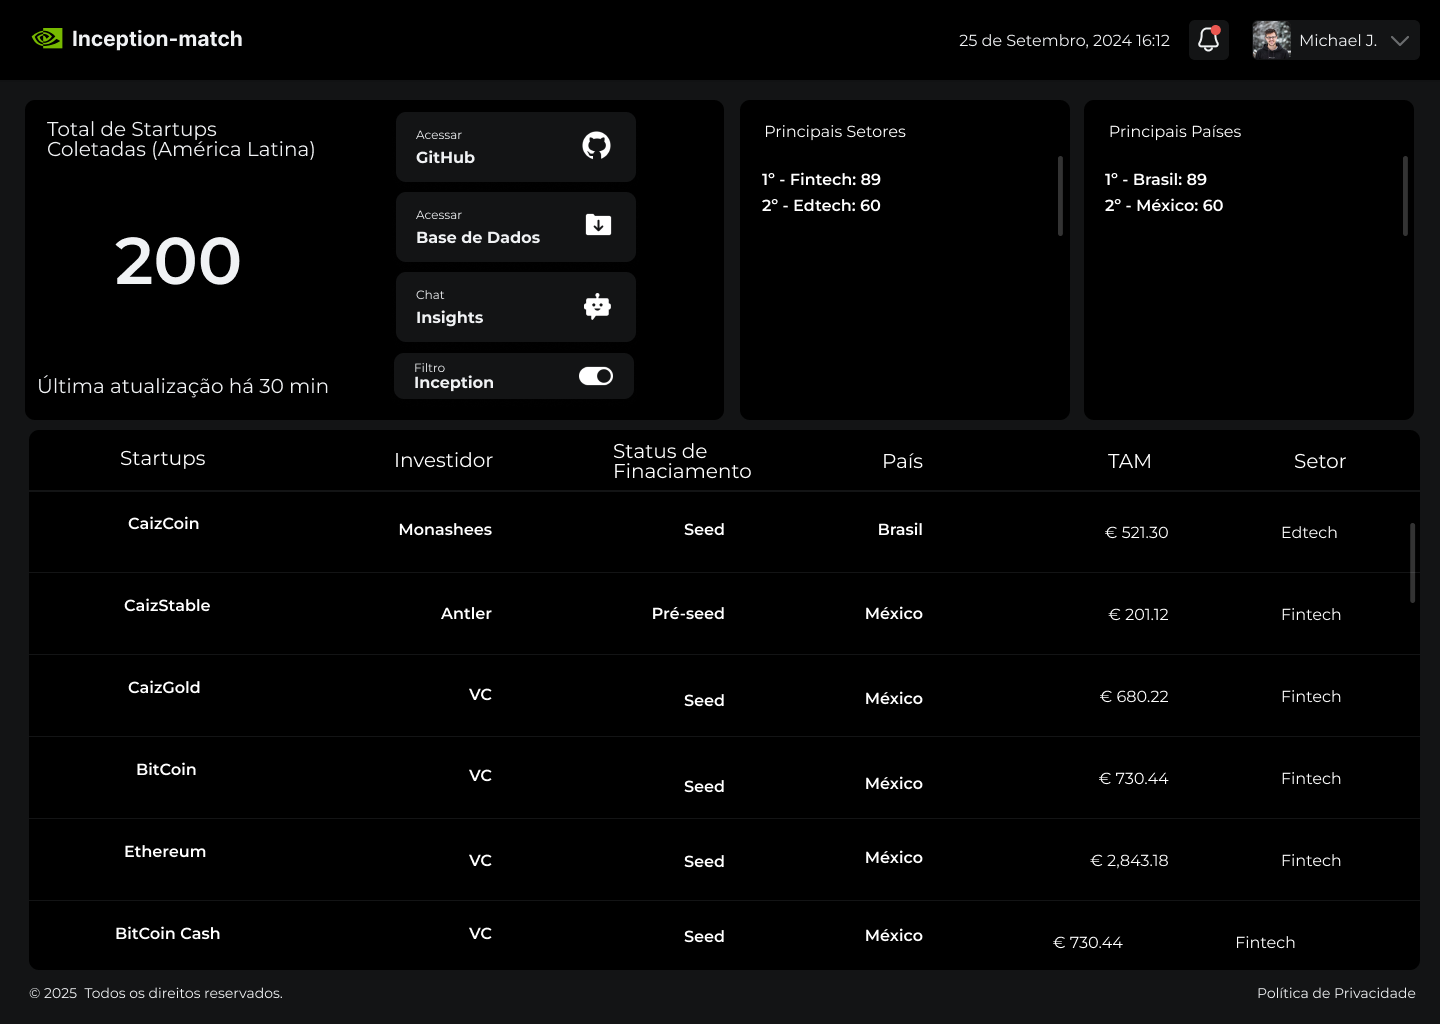 Inception-match
25 de Setembro, 2024 16:12
Michael J.
Total de Startups
Coletadas (América Latina)
200
Última atualização há 30 min
Acessar
GitHub
Acessar
Base de Dados
Chat
Insights
Filtro
Inception
Principais Setores
1º - Fintech: 89
2º - Edtech: 60
Principais Países
1º - Brasil: 89
2º - México: 60
Startups Investidor Status de Finaciamento País TAM Setor
CaizCoin Monashees Seed Brasil € 521.30 Edtech
CaizStable Antler Pré-seed México € 201.12 Fintech
CaizGold VC Seed México € 680.22 Fintech
BitCoin VC Seed México € 730.44 Fintech
Ethereum VC Seed México € 2,843.18 Fintech
BitCoin Cash VC Seed México € 730.44 Fintech
© 2025 Todos os direitos reservados.
Política de Privacidade